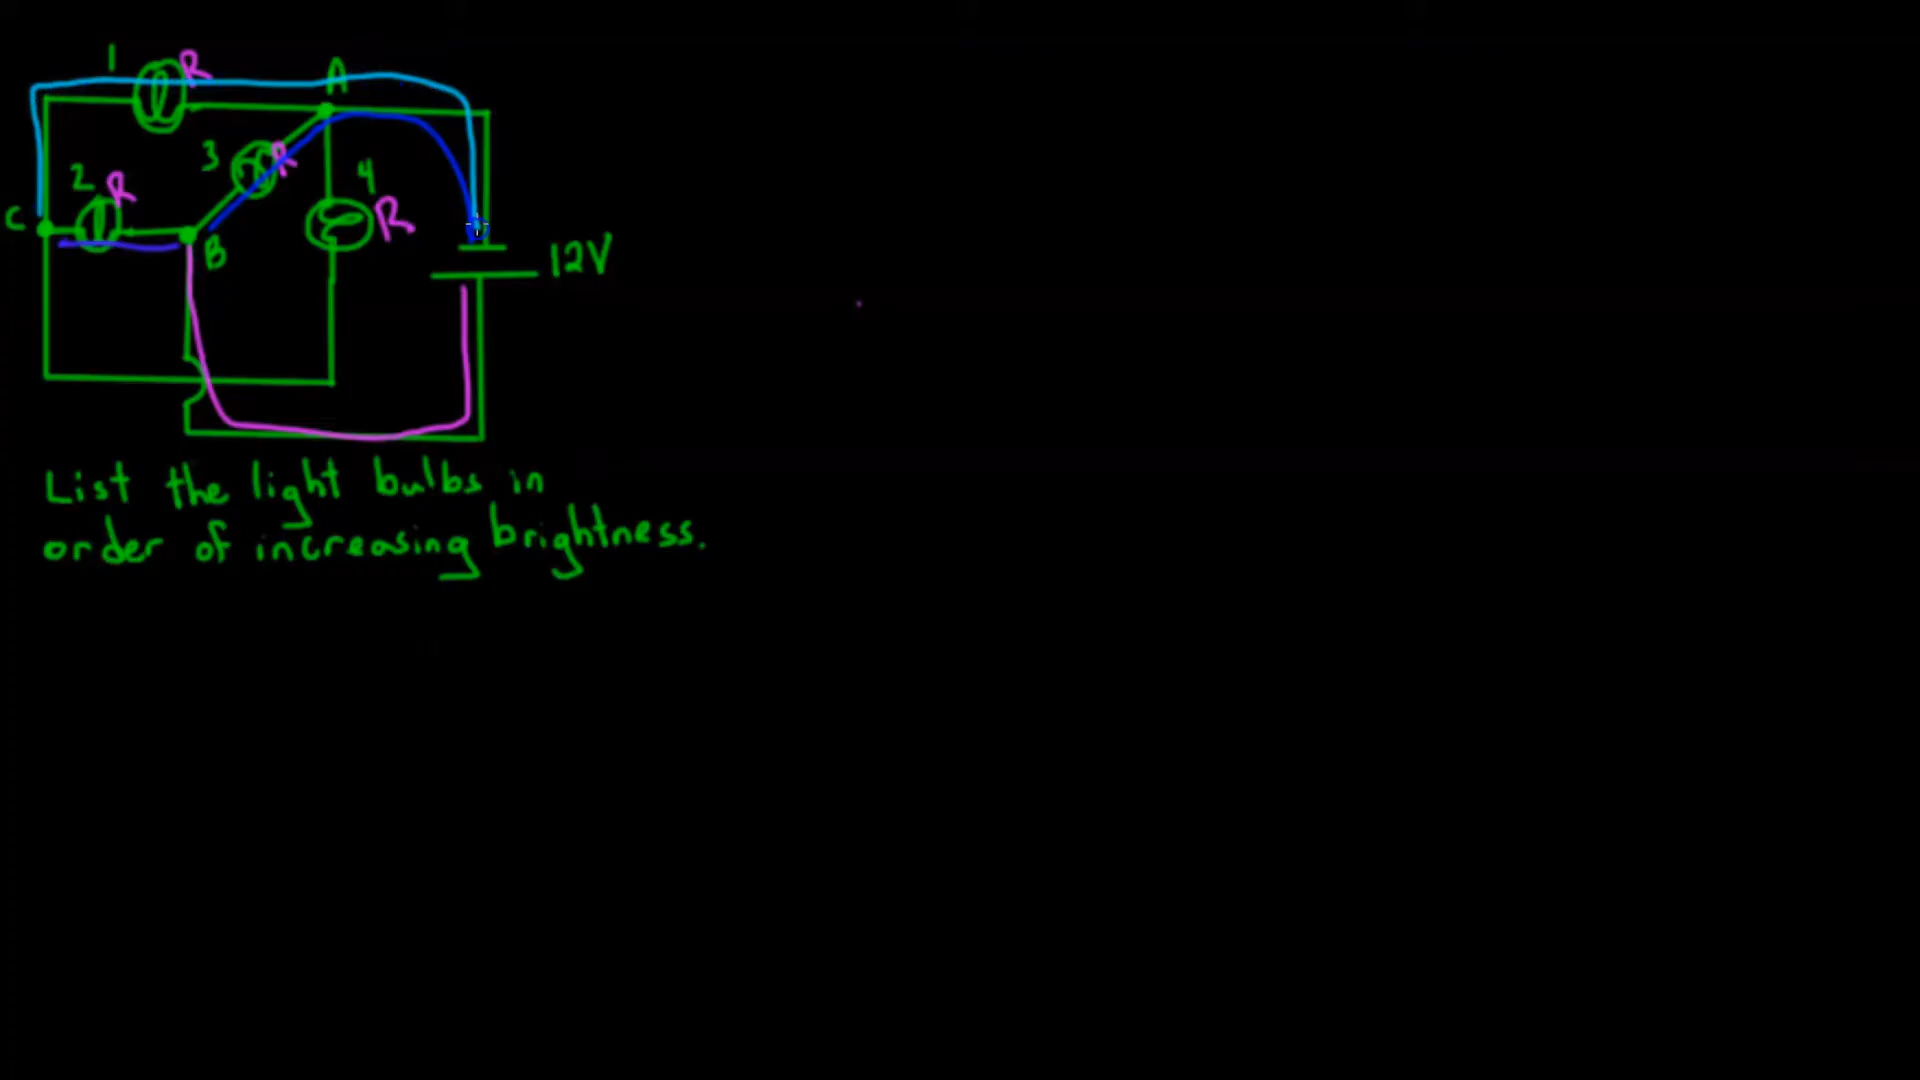 1 R A
3 R 4
2 R
C B R
12V
List the light bulbs in
order of increasing brightness.